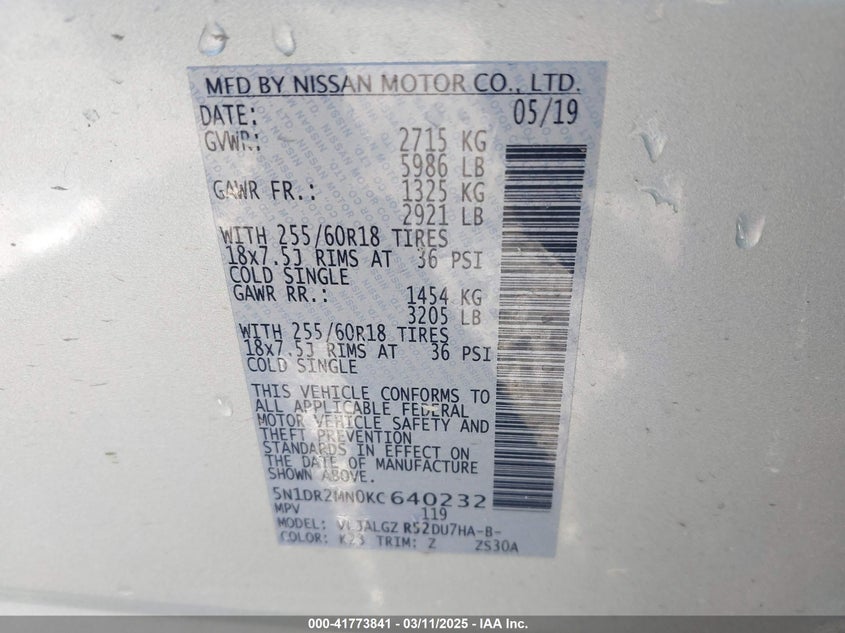 MFD BY NISSAN MOTOR CO., LTD.
DATE: 05/19
GVWR: 2715 KG
5986 LB
GAWR FR.: 1325 KG
2921 LB
WITH 255/60R18 TIRES
18x7.5J RIMS AT 36 PSI
COLD SINGLE
GAWR RR.: 1454 KG
3205 LB
WITH 255/60R18 TIRES
18x7.5J RIMS AT 36 PSI
COLD SINGLE
THIS VEHICLE CONFORMS TO
ALL APPLICABLE FEDERAL
MOTOR VEHICLE SAFETY AND
THEFT PREVENTION
STANDARDS IN EFFECT ON
THE DATE OF MANUFACTURE
SHOWN ABOVE.
5N1DR2MN0KC640232
MPV 119
MODEL: R52DU7HA-B-
COLOR: K23 TRIM: Z ZS30A
000-41773841 - 03/11/2025 - IAA Inc.